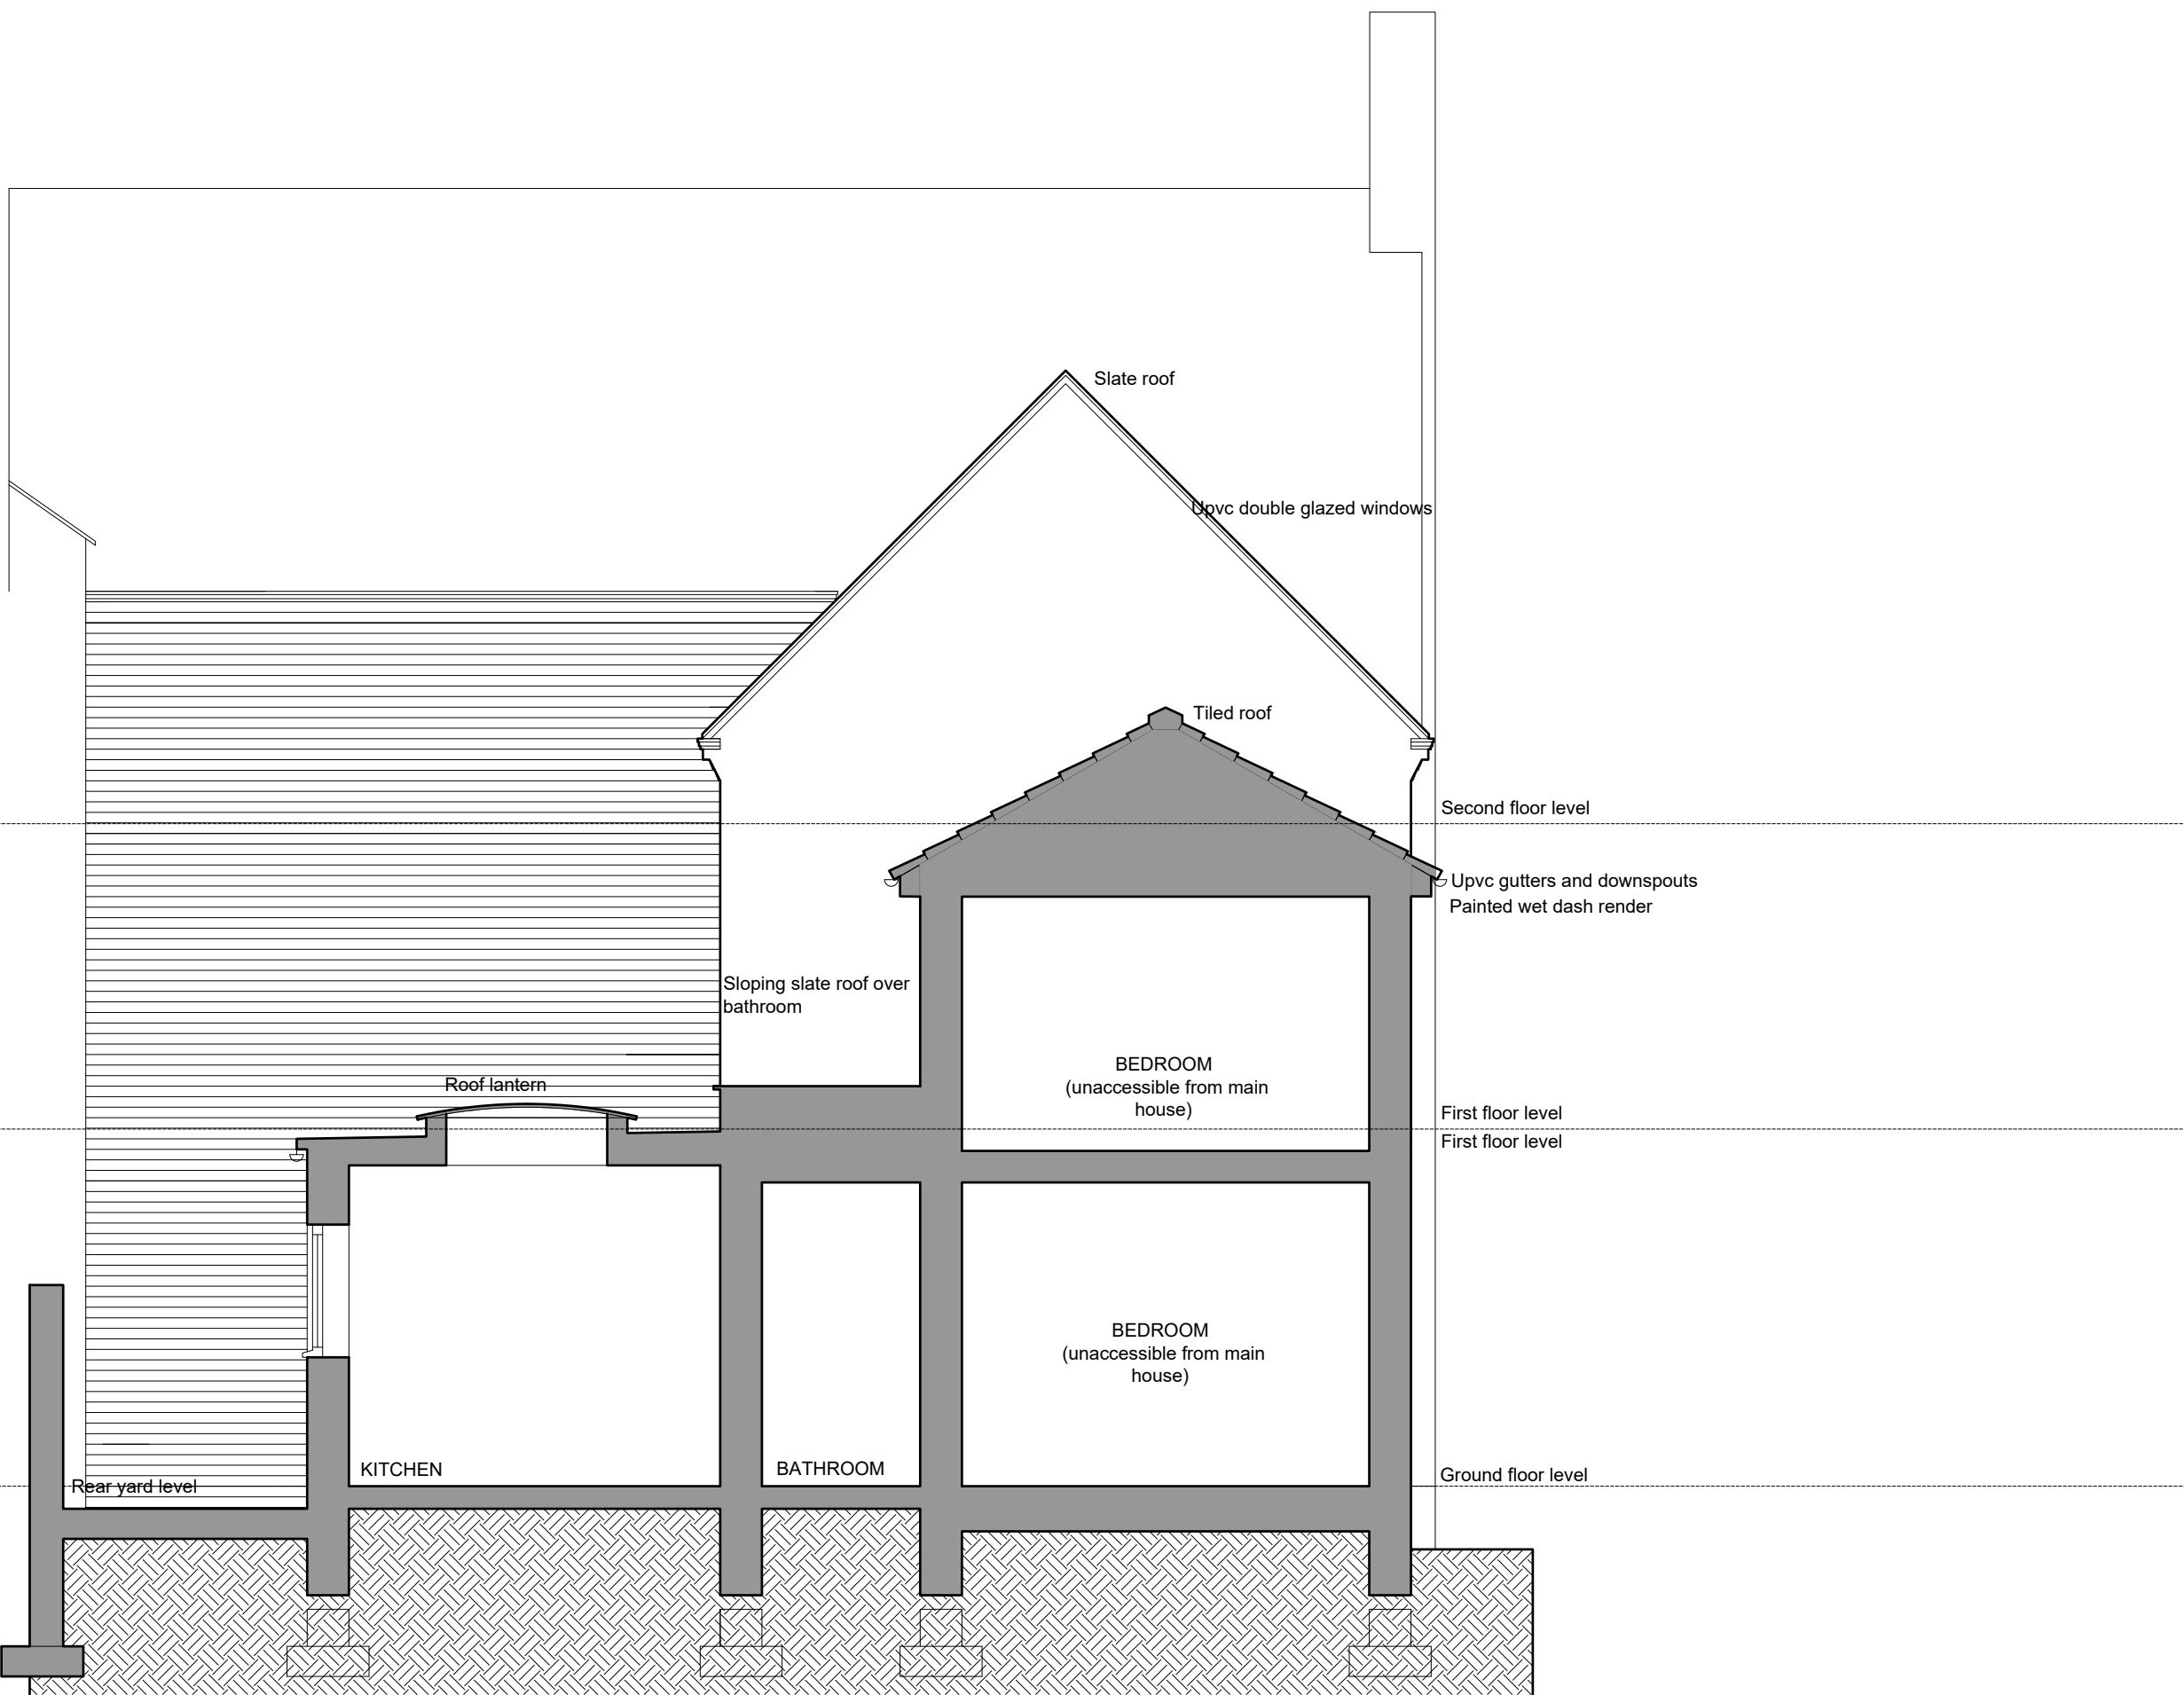 Slate roof
Upvc double glazed windows
Tiled roof
Second floor level
Upvc gutters and downspouts
Painted wet dash render
Sloping slate roof over
bathroom
BEDROOM
(unaccessible from main
house)
Roof lantern
First floor level
First floor level
BEDROOM
(unaccessible from main
house)
KITCHEN
BATHROOM
Rear yard level
Ground floor level